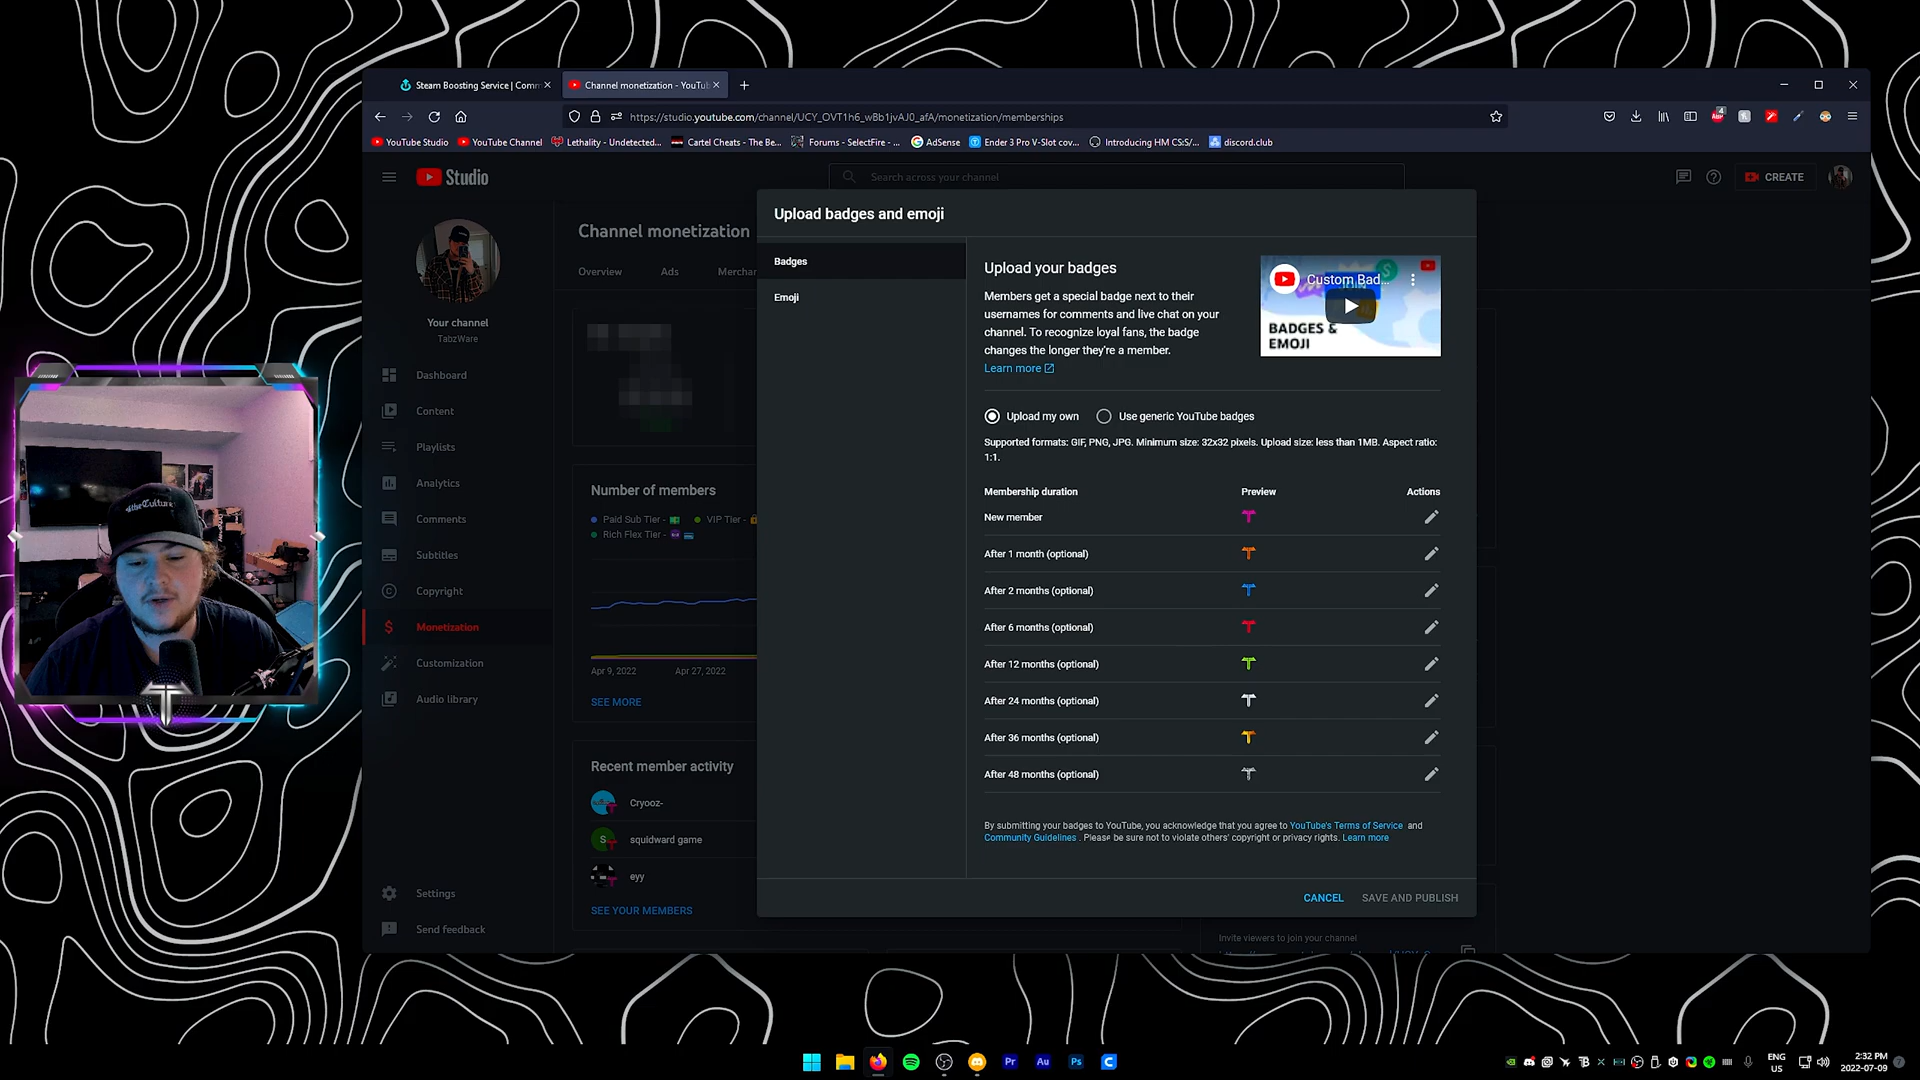 Steam Boosting Service | Comm
Channel monetization - YouTu
https://studio.youtube.com/channel/UCY_OVT1h6_wBb1jvAJ0_afA/monetization/memberships
YouTube Studio
YouTube Channel
Lethality - Undetected...
Cartel Cheats - The Be...
Forums - SelectFire - ...
AdSense
Ender 3 Pro V-Slot cov...
Introducing HM CS:S/...
discord.club
Studio
Search across your channel
CREATE
Your channel
TabzWare
Dashboard
Content
Playlists
Analytics
Comments
Subtitles
Copyright
Monetization
Customization
Audio library
Settings
Send feedback
Channel monetization
Overview
Ads
Merchan
Number of members
Paid Sub Tier -
VIP Tier -
Rich Flex Tier -
Apr 9, 2022
Apr 27, 2022
SEE MORE
Recent member activity
Cryooz-
squldward game
eyy
SEE YOUR MEMBERS
Upload badges and emoji
Badges
Emoji
Upload your badges
Members get a special badge next to their
usernames for comments and live chat on your
channel. To recognize loyal fans, the badge
changes the longer they're a member.
Learn more
Custom Bad...
BADGES &
EMOJI
Upload my own
Use generic YouTube badges
Supported formats: GIF, PNG, JPG. Minimum size: 32x32 pixels. Upload size: less than 1MB. Aspect ratio:
1:1.
Membership duration
Preview
Actions
New member
After 1 month (optional)
After 2 months (optional)
After 6 months (optional)
After 12 months (optional)
After 24 months (optional)
After 36 months (optional)
After 48 months (optional)
By submitting your badges to YouTube, you acknowledge that you agree to YouTube's Terms of Service and
Community Guidelines . Please be sure not to violate others' copyright or privacy rights. Learn more
CANCEL
SAVE AND PUBLISH
Invite viewers to join your channel
Pr
Au
Ps
ENG
US
2:32 PM
2022-07-09